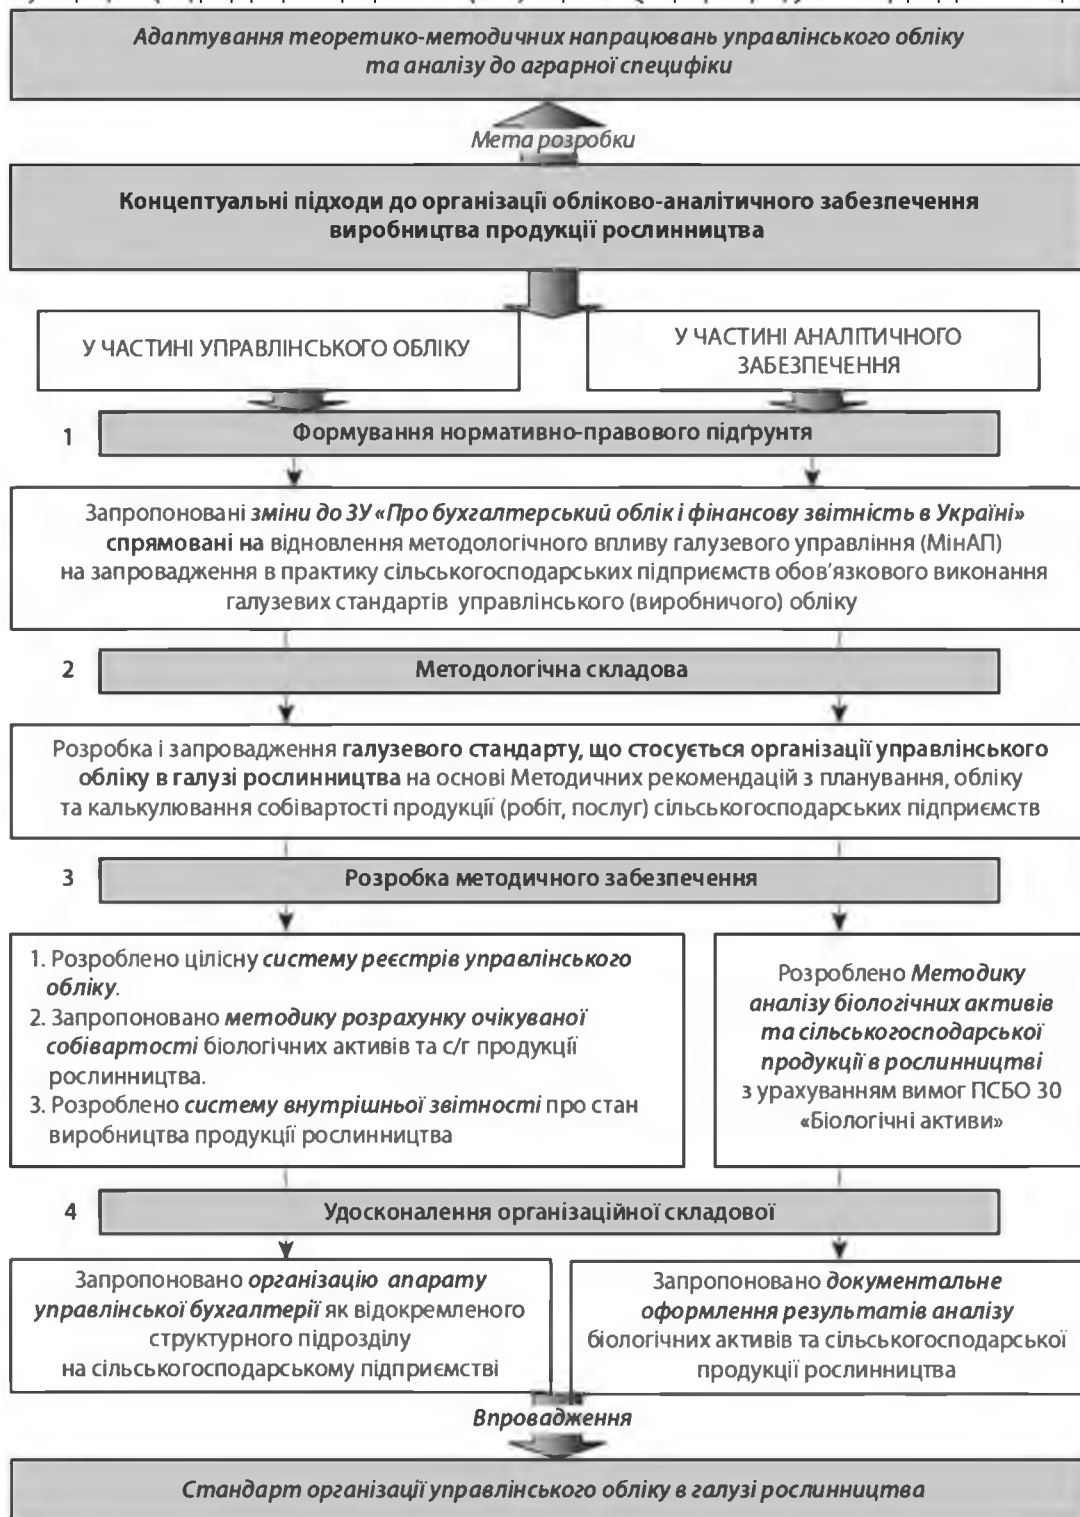 Адаптування теоретико-методичних напрацювань управлінського обліку
та аналізу до аграрної специфіки
Мета розробки
Концептуальні підходи до організації обліково-аналітичного забезпечення
виробництва продукції рослинництва
У ЧАСТИНІ УПРАВЛІНСЬКОГО ОБЛІКУ
У ЧАСТИНІ АНАЛІТИЧНОГО
ЗАБЕЗПЕЧЕННЯ
1 Формування нормативно-правового підґрунтя
Запропоновані зміни до ЗУ «Про бухгалтерський облік і фінансову звітність в Україні»
спрямовані на відновлення методологічного впливу галузевого управління (МінАП)
на запровадження в практику сільськогосподарських підприємств обов’язкового виконання
галузевих стандартів управлінського (виробничого) обліку
2 Методологічна складова
Розробка і запровадження галузевого стандарту, що стосується організації управлінського
обліку в галузі рослинництва на основі Методичних рекомендацій з планування, обліку
та калькулювання собівартості продукції (робіт, послуг) сільськогосподарських підприємств
3 Розробка методичного забезпечення
1. Розроблено цілісну систему реєстрів управлінського
обліку.
2. Запропоновано методику розрахунку очікуваної
собівартості біологічних активів та с/г продукції
рослинництва.
3. Розроблено систему внутрішньої звітності про стан
виробництва продукції рослинництва
Розроблено Методику
аналізу біологічних активів
та сільськогосподарської
продукції в рослинництві
з урахуванням вимог ПСБО 30
«Біологічні активи»
4 Удосконалення організаційної складової
Запропоновано організацію апарату
управлінської бухгалтерії як відокремленого
структурного підрозділу
на сільськогосподарському підприємстві
Запропоновано документальне
оформлення результатів аналізу
біологічних активів та сільськогосподарської
продукції рослинництва
Впровадження
Стандарт організації управлінського обліку в галузі рослинництва